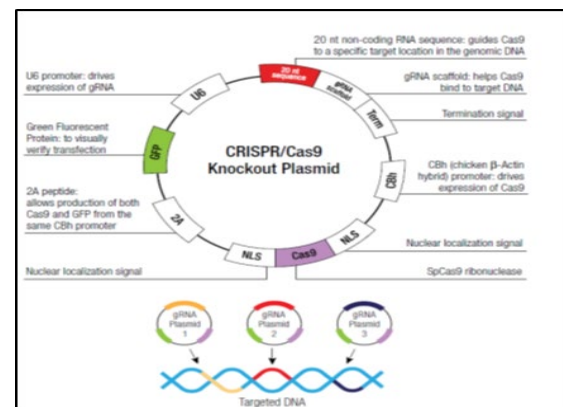 20 nt non-coding RNA sequence: guides Cas9
to a specific target location in the genomic DNA
U6 promoter: drives
expression of gRNA
20 nt
sequence
gRNA
scaffold
gRNA scaffold: helps Cas9
bind to target DNA
U6
Term
Termination signal
Green Fluorescent
Protein: to visually
verify transfection
GFP
CRISPR/Cas9
Knockout Plasmid
CBh
CBh (chicken β-Actin
hybrid) promoter: drives
expression of Cas9
2A peptide:
allows production of both
Cas9 and GFP from the
same CBh promoter
2A
NLS
Cas9
NLS
Nuclear localization signal
Nuclear localization signal
SpCas9 ribonuclease
gRNA
Plasmid
1
gRNA
Plasmid
2
gRNA
Plasmid
3
Targeted DNA